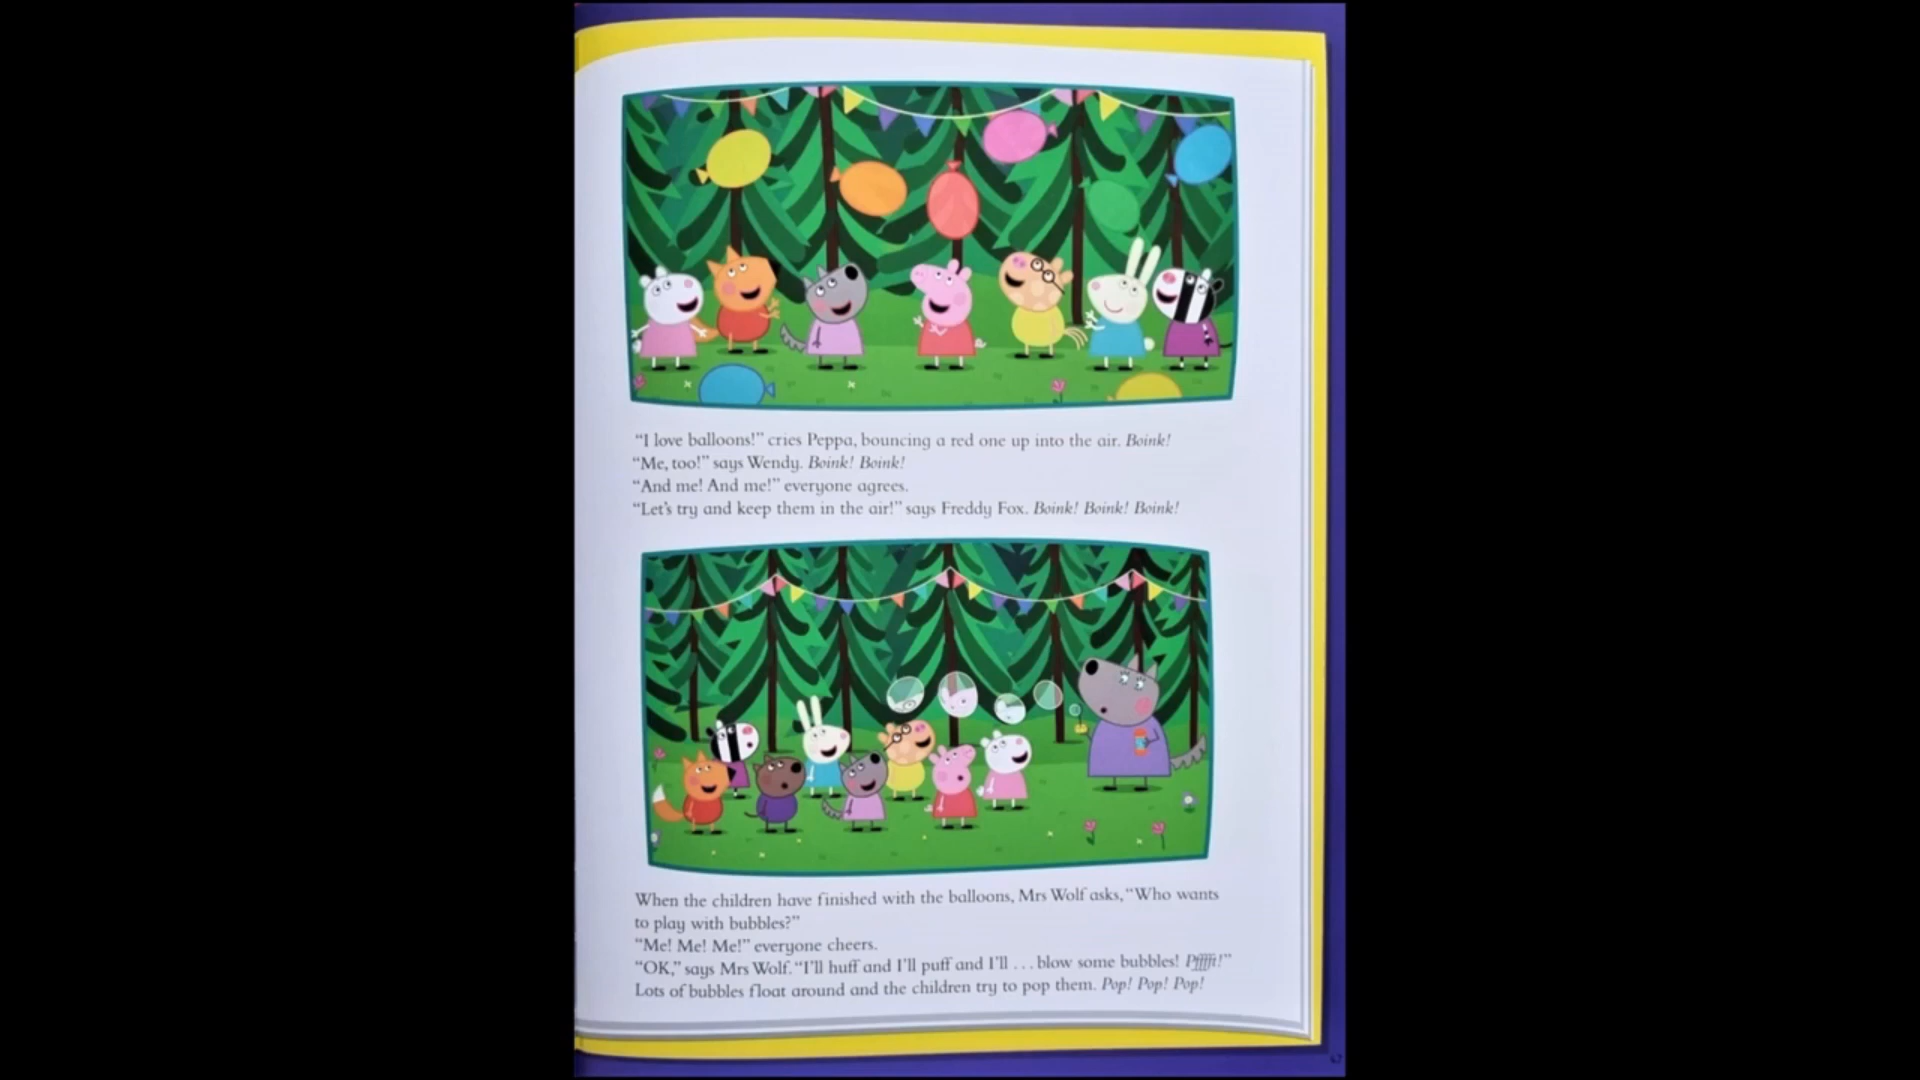 “I love balloons!” cries Peppa, bouncing a red one up into the air. Boink!
“Me, too!” says Wendy. Boink! Boink!
“And me! And me!” everyone agrees.
“Let’s try and keep them in the air!” says Freddy Fox. Boink! Boink! Boink!
When the children have finished with the balloons, Mrs Wolf asks, “Who wants
to play with bubbles?”
“Me! Me! Me!” everyone cheers.
“OK,” says Mrs Wolf. “I’ll huff and I’ll puff and I’ll . . . blow some bubbles! Pfffft!”
Lots of bubbles float around and the children try to pop them. Pop! Pop! Pop!